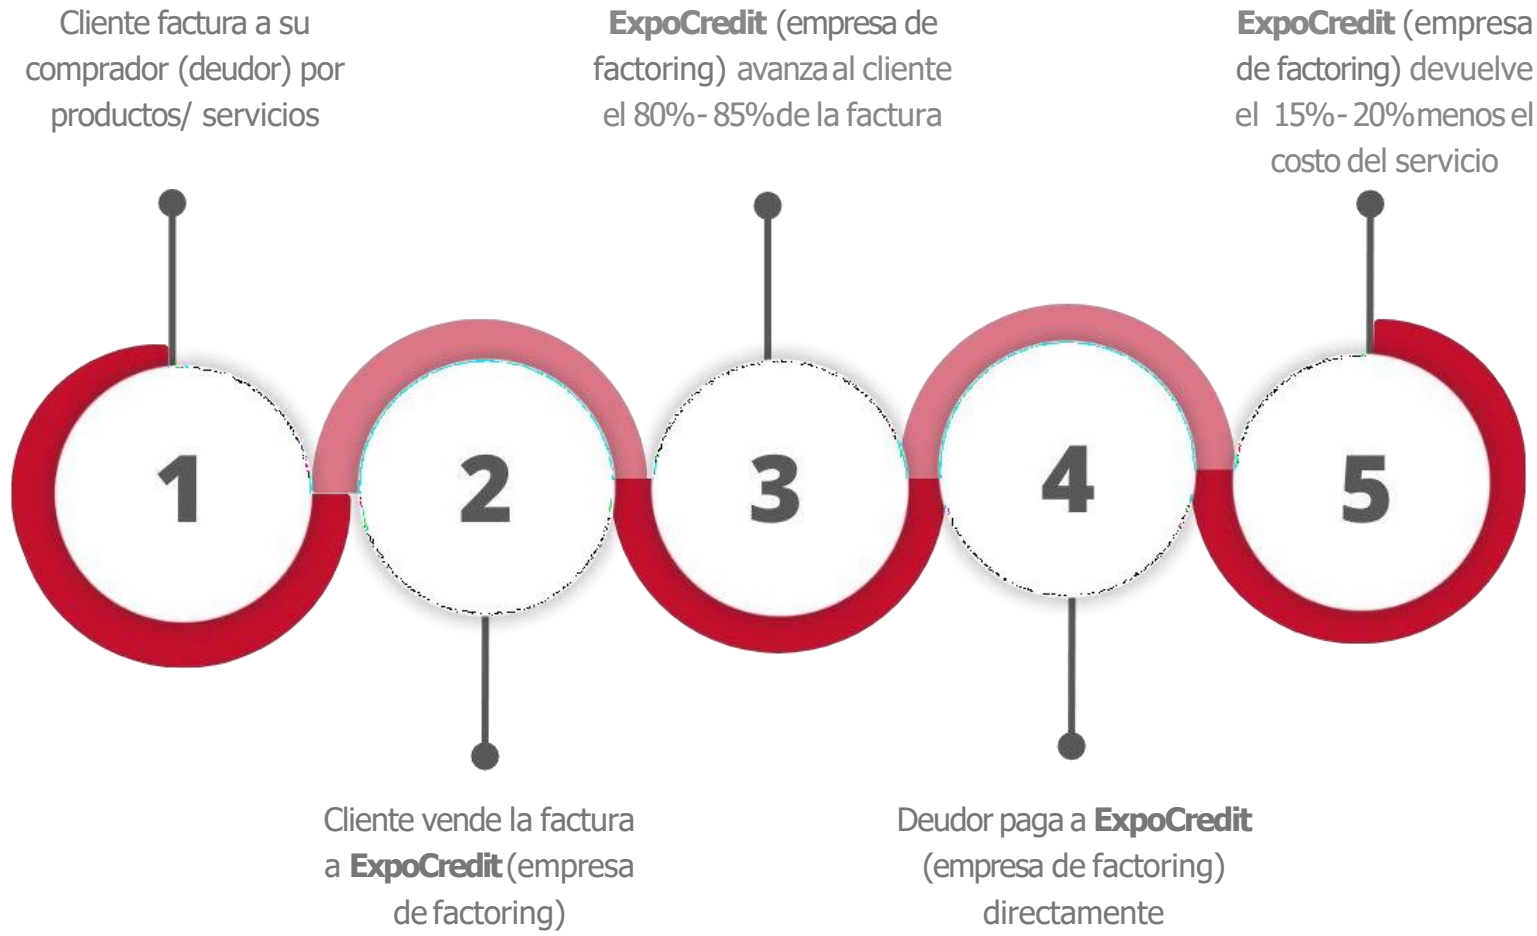 Cliente factura a su
comprador (deudor) por
productos/ servicios
1
Cliente vende la factura
a ExpoCredit (empresa
de factoring)
2
ExpoCredit (empresa de
factoring) avanza al cliente
el 80%- 85% de la factura
3
Deudor paga a ExpoCredit
(empresa de factoring)
directamente
4
ExpoCredit (empresa
de factoring) devuelve
el 15%- 20% menos el
costo del servicio
5